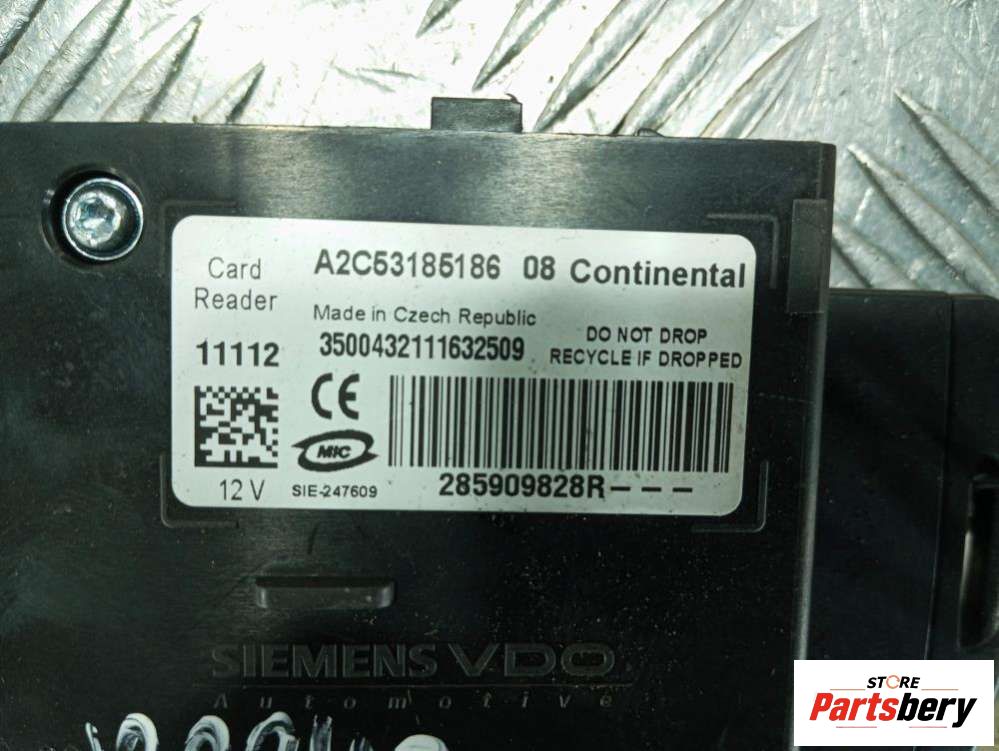 Card Reader
A2C53185186 08 Continental
Made in Czech Republic
11112
3500432111632509
DO NOT DROP
RECYCLE IF DROPPED
CE
MIC
12 V
SIE-247609
285909828R---
SIEMENS VDO
Automotive
STORE
Partsbery